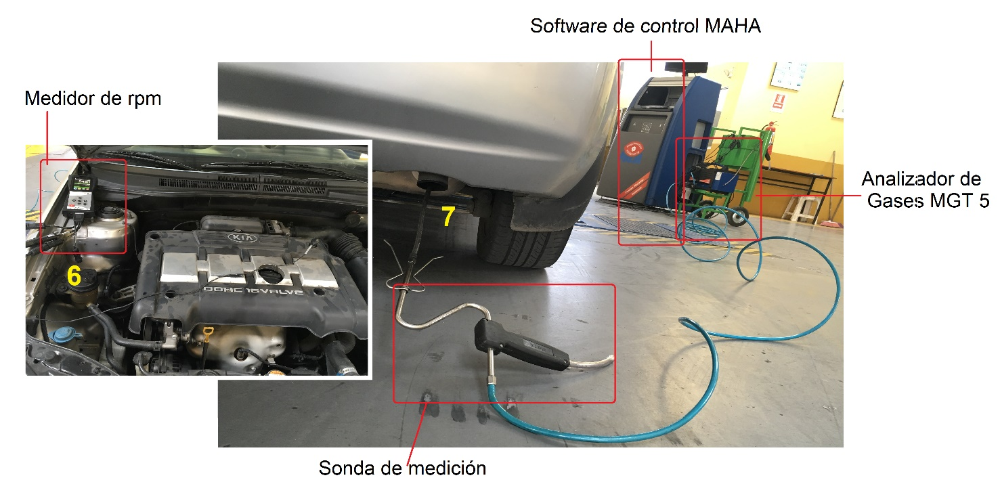 Software de control MAHA
Medidor de rpm
Analizador de
Gases MGT 5
7
KIA
6
DOHC 16VALVE
Sonda de medición